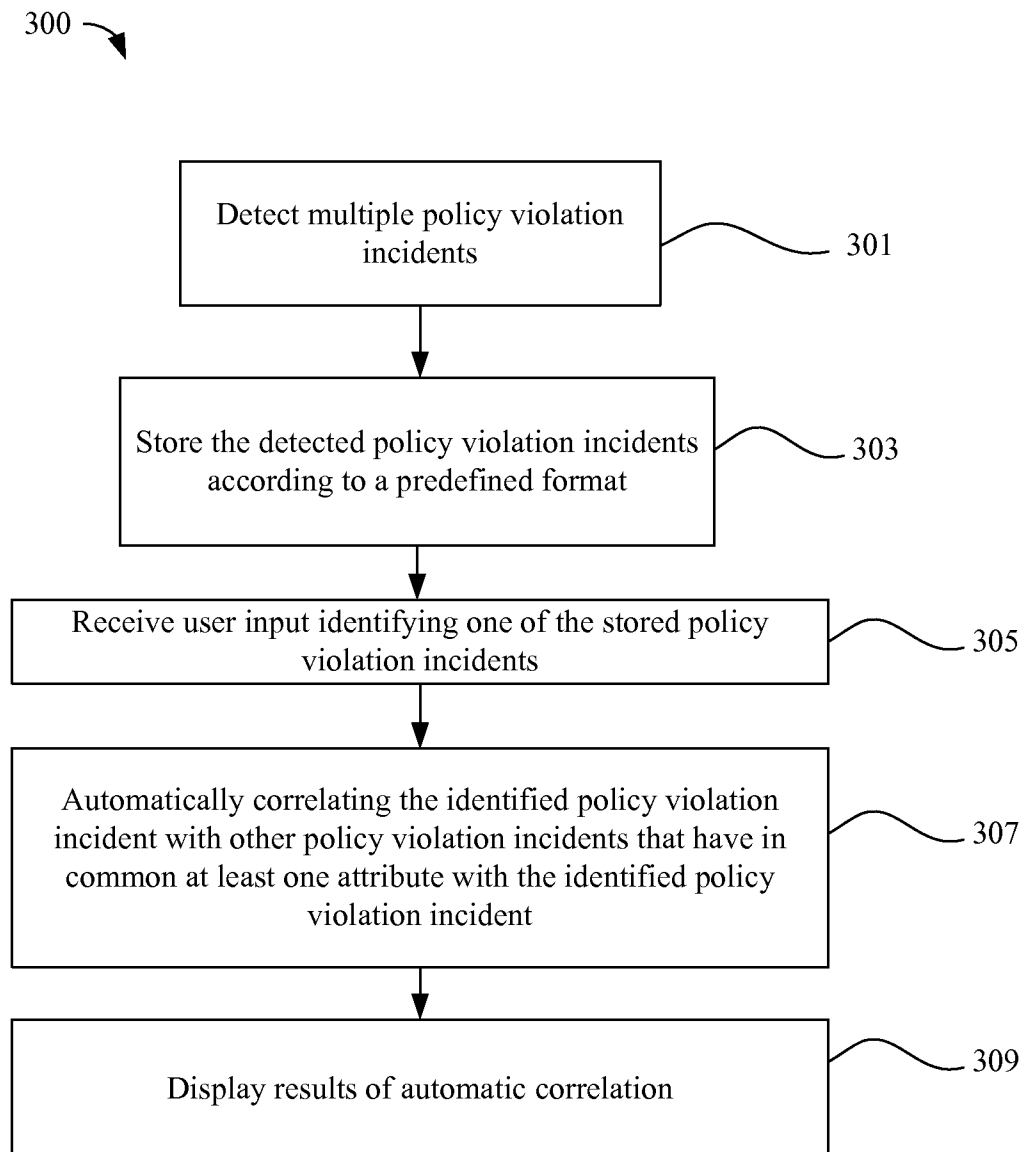 300
Detect multiple policy violation
incidents
301
Store the detected policy violation incidents
according to a predefined format
303
Receive user input identifying one of the stored policy
violation incidents
305
Automatically correlating the identified policy violation
incident with other policy violation incidents that have in
common at least one attribute with the identified policy
violation incident
307
Display results of automatic correlation
309